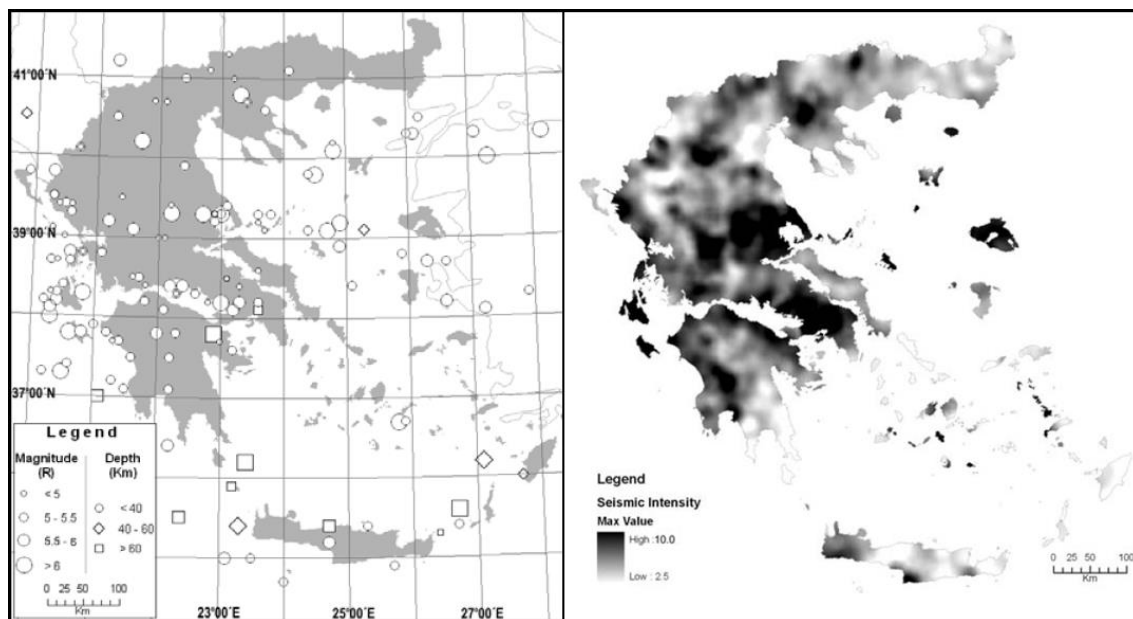 41°00´N
39°00´N
37°00´N
Legend
Magnitude (R)
< 5
5 - 5.5
5.5 - 6
> 6
0 25 50 100
Km
Depth (Km)
< 40
40 - 60
> 60
23°00´E
25°00´E
27°00´E
Legend
Seismic Intensity
Max Value
High :10.0
Low : 2.5
0 25 50 100
Km